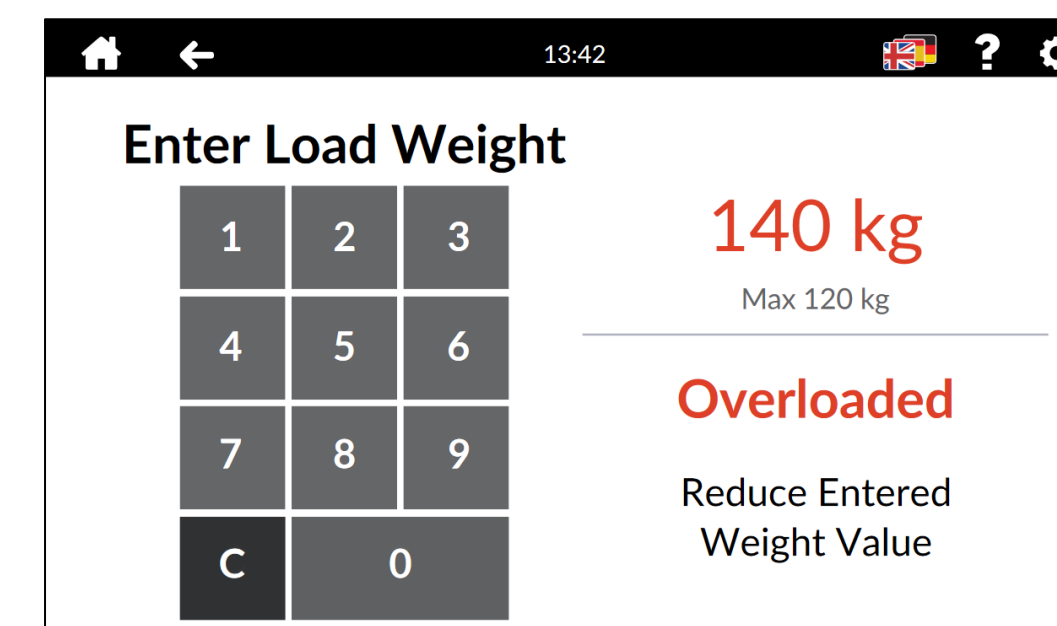 13:42
?
Enter Load Weight
1 2 3
4 5 6
7 8 9
C 0
140 kg
Max 120 kg
Overloaded
Reduce Entered
Weight Value